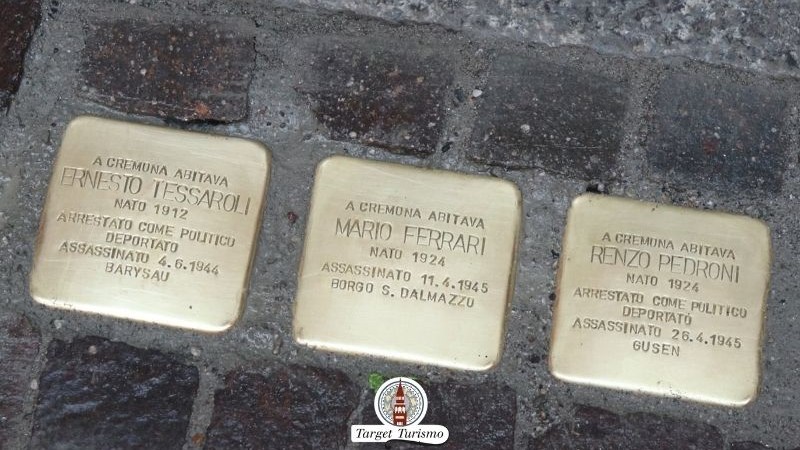 A CREMONA ABITAVA
ERNESTO TESSAROLI
NATO 1912
ARRESTATO COME POLITICO
DEPORTATO
ASSASSINATO 4.6.1944
BARYSAU
A CREMONA ABITAVA
MARIO FERRARI
NATO 1924
ASSASSINATO 11.4.1945
BORGO S. DALMAZZO
A CREMONA ABITAVA
RENZO PEDRONI
NATO 1924
ARRESTATO COME POLITICO
DEPORTATO
ASSASSINATO 26.4.1945
GUSEN
Target Turismo